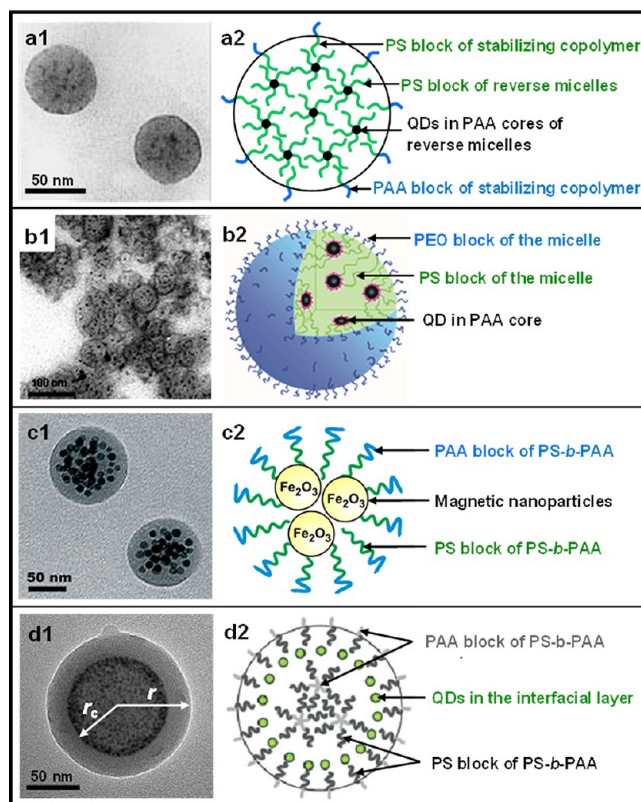 a1
50 nm
a2
PS block of stabilizing copolymer
PS block of reverse micelles
QDs in PAA cores of
reverse micelles
PAA block of stabilizing copolymer
b1
100 nm
b2
PEO block of the micelle
PS block of the micelle
QD in PAA core
c1
50 nm
c2
Fe₂O₃
Fe₂O₃
Fe₂O₃
PAA block of PS-b-PAA
Magnetic nanoparticles
PS block of PS-b-PAA
d1
r
r_c
50 nm
d2
PAA block of PS-b-PAA
QDs in the interfacial layer
PS block of PS-b-PAA